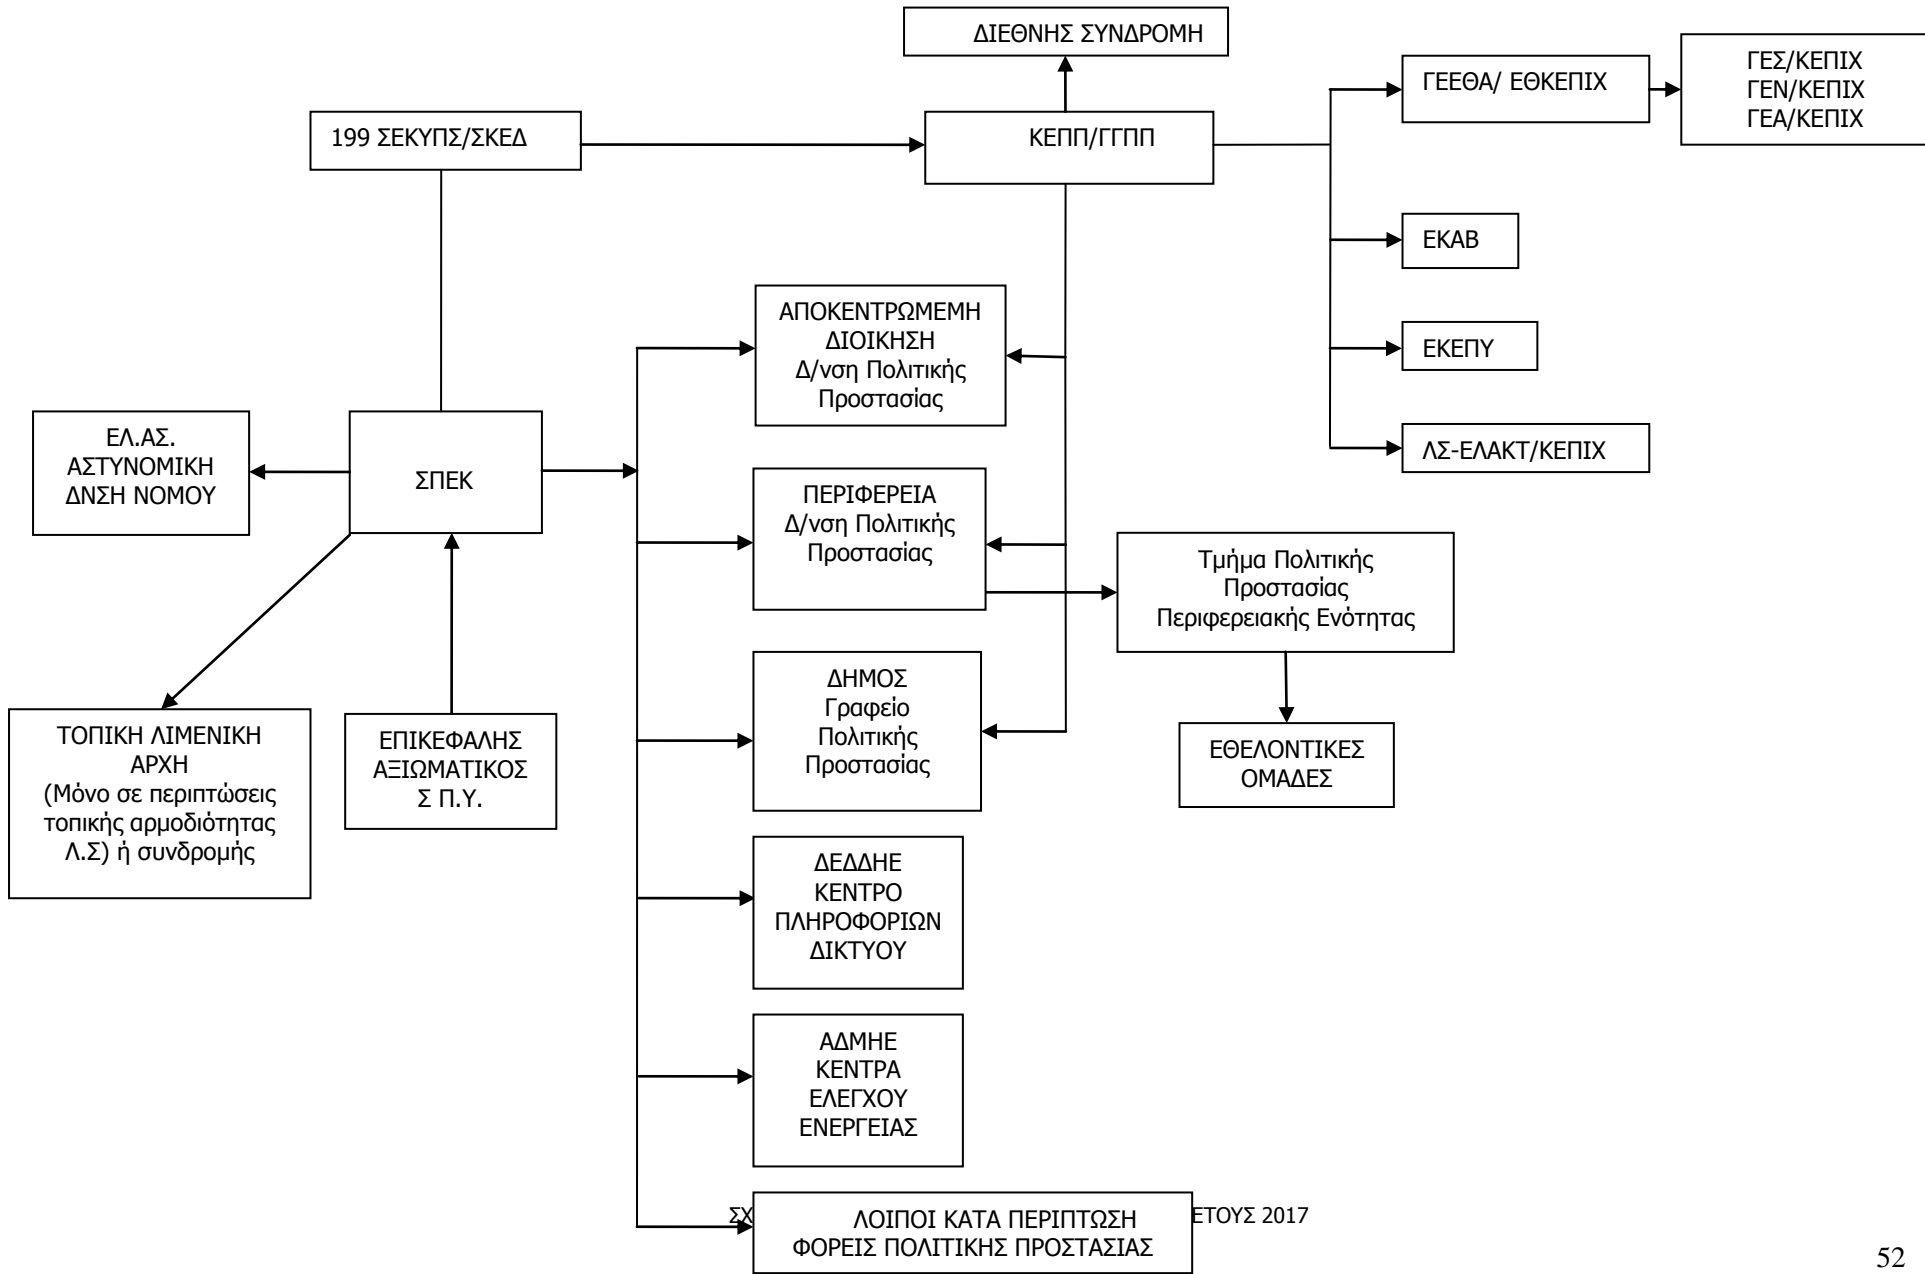 ΔΙΕΘΝΗΣ ΣΥΝΔΡΟΜΗ
ΓΕΕΘΑ/ ΕΘΚΕΠΙΧ
ΓΕΣ/ΚΕΠΙΧ
ΓΕΝ/ΚΕΠΙΧ
ΓΕΑ/ΚΕΠΙΧ
199 ΣΕΚΥΠΣ/ΣΚΕΔ
ΚΕΠΠ/ΓΓΠΠ
ΕΚΑΒ
ΕΚΕΠΥ
ΛΣ-ΕΛΑΚΤ/ΚΕΠΙΧ
ΑΠΟΚΕΝΤΡΩΜΕΜΗ
ΔΙΟΙΚΗΣΗ
Δ/νση Πολιτικής
Προστασίας
ΕΛ.ΑΣ.
ΑΣΤΥΝΟΜΙΚΗ
ΔΝΣΗ ΝΟΜΟΥ
ΣΠΕΚ
ΠΕΡΙΦΕΡΕΙΑ
Δ/νση Πολιτικής
Προστασίας
Τμήμα Πολιτικής
Προστασίας
Περιφερειακής Ενότητας
ΔΗΜΟΣ
Γραφείο
Πολιτικής
Προστασίας
ΤΟΠΙΚΗ ΛΙΜΕΝΙΚΗ
ΑΡΧΗ
(Μόνο σε περιπτώσεις
τοπικής αρμοδιότητας
Λ.Σ) ή συνδρομής
ΕΠΙΚΕΦΑΛΗΣ
ΑΞΙΩΜΑΤΙΚΟΣ
Σ Π.Υ.
ΕΘΕΛΟΝΤΙΚΕΣ
ΟΜΑΔΕΣ
ΔΕΔΔΗΕ
ΚΕΝΤΡΟ
ΠΛΗΡΟΦΟΡΙΩΝ
ΔΙΚΤΥΟΥ
ΑΔΜΗΕ
ΚΕΝΤΡΑ
ΕΛΕΓΧΟΥ
ΕΝΕΡΓΕΙΑΣ
ΛΟΙΠΟΙ ΚΑΤΑ ΠΕΡΙΠΤΩΣΗ
ΦΟΡΕΙΣ ΠΟΛΙΤΙΚΗΣ ΠΡΟΣΤΑΣΙΑΣ
ΕΤΟΥΣ 2017
52